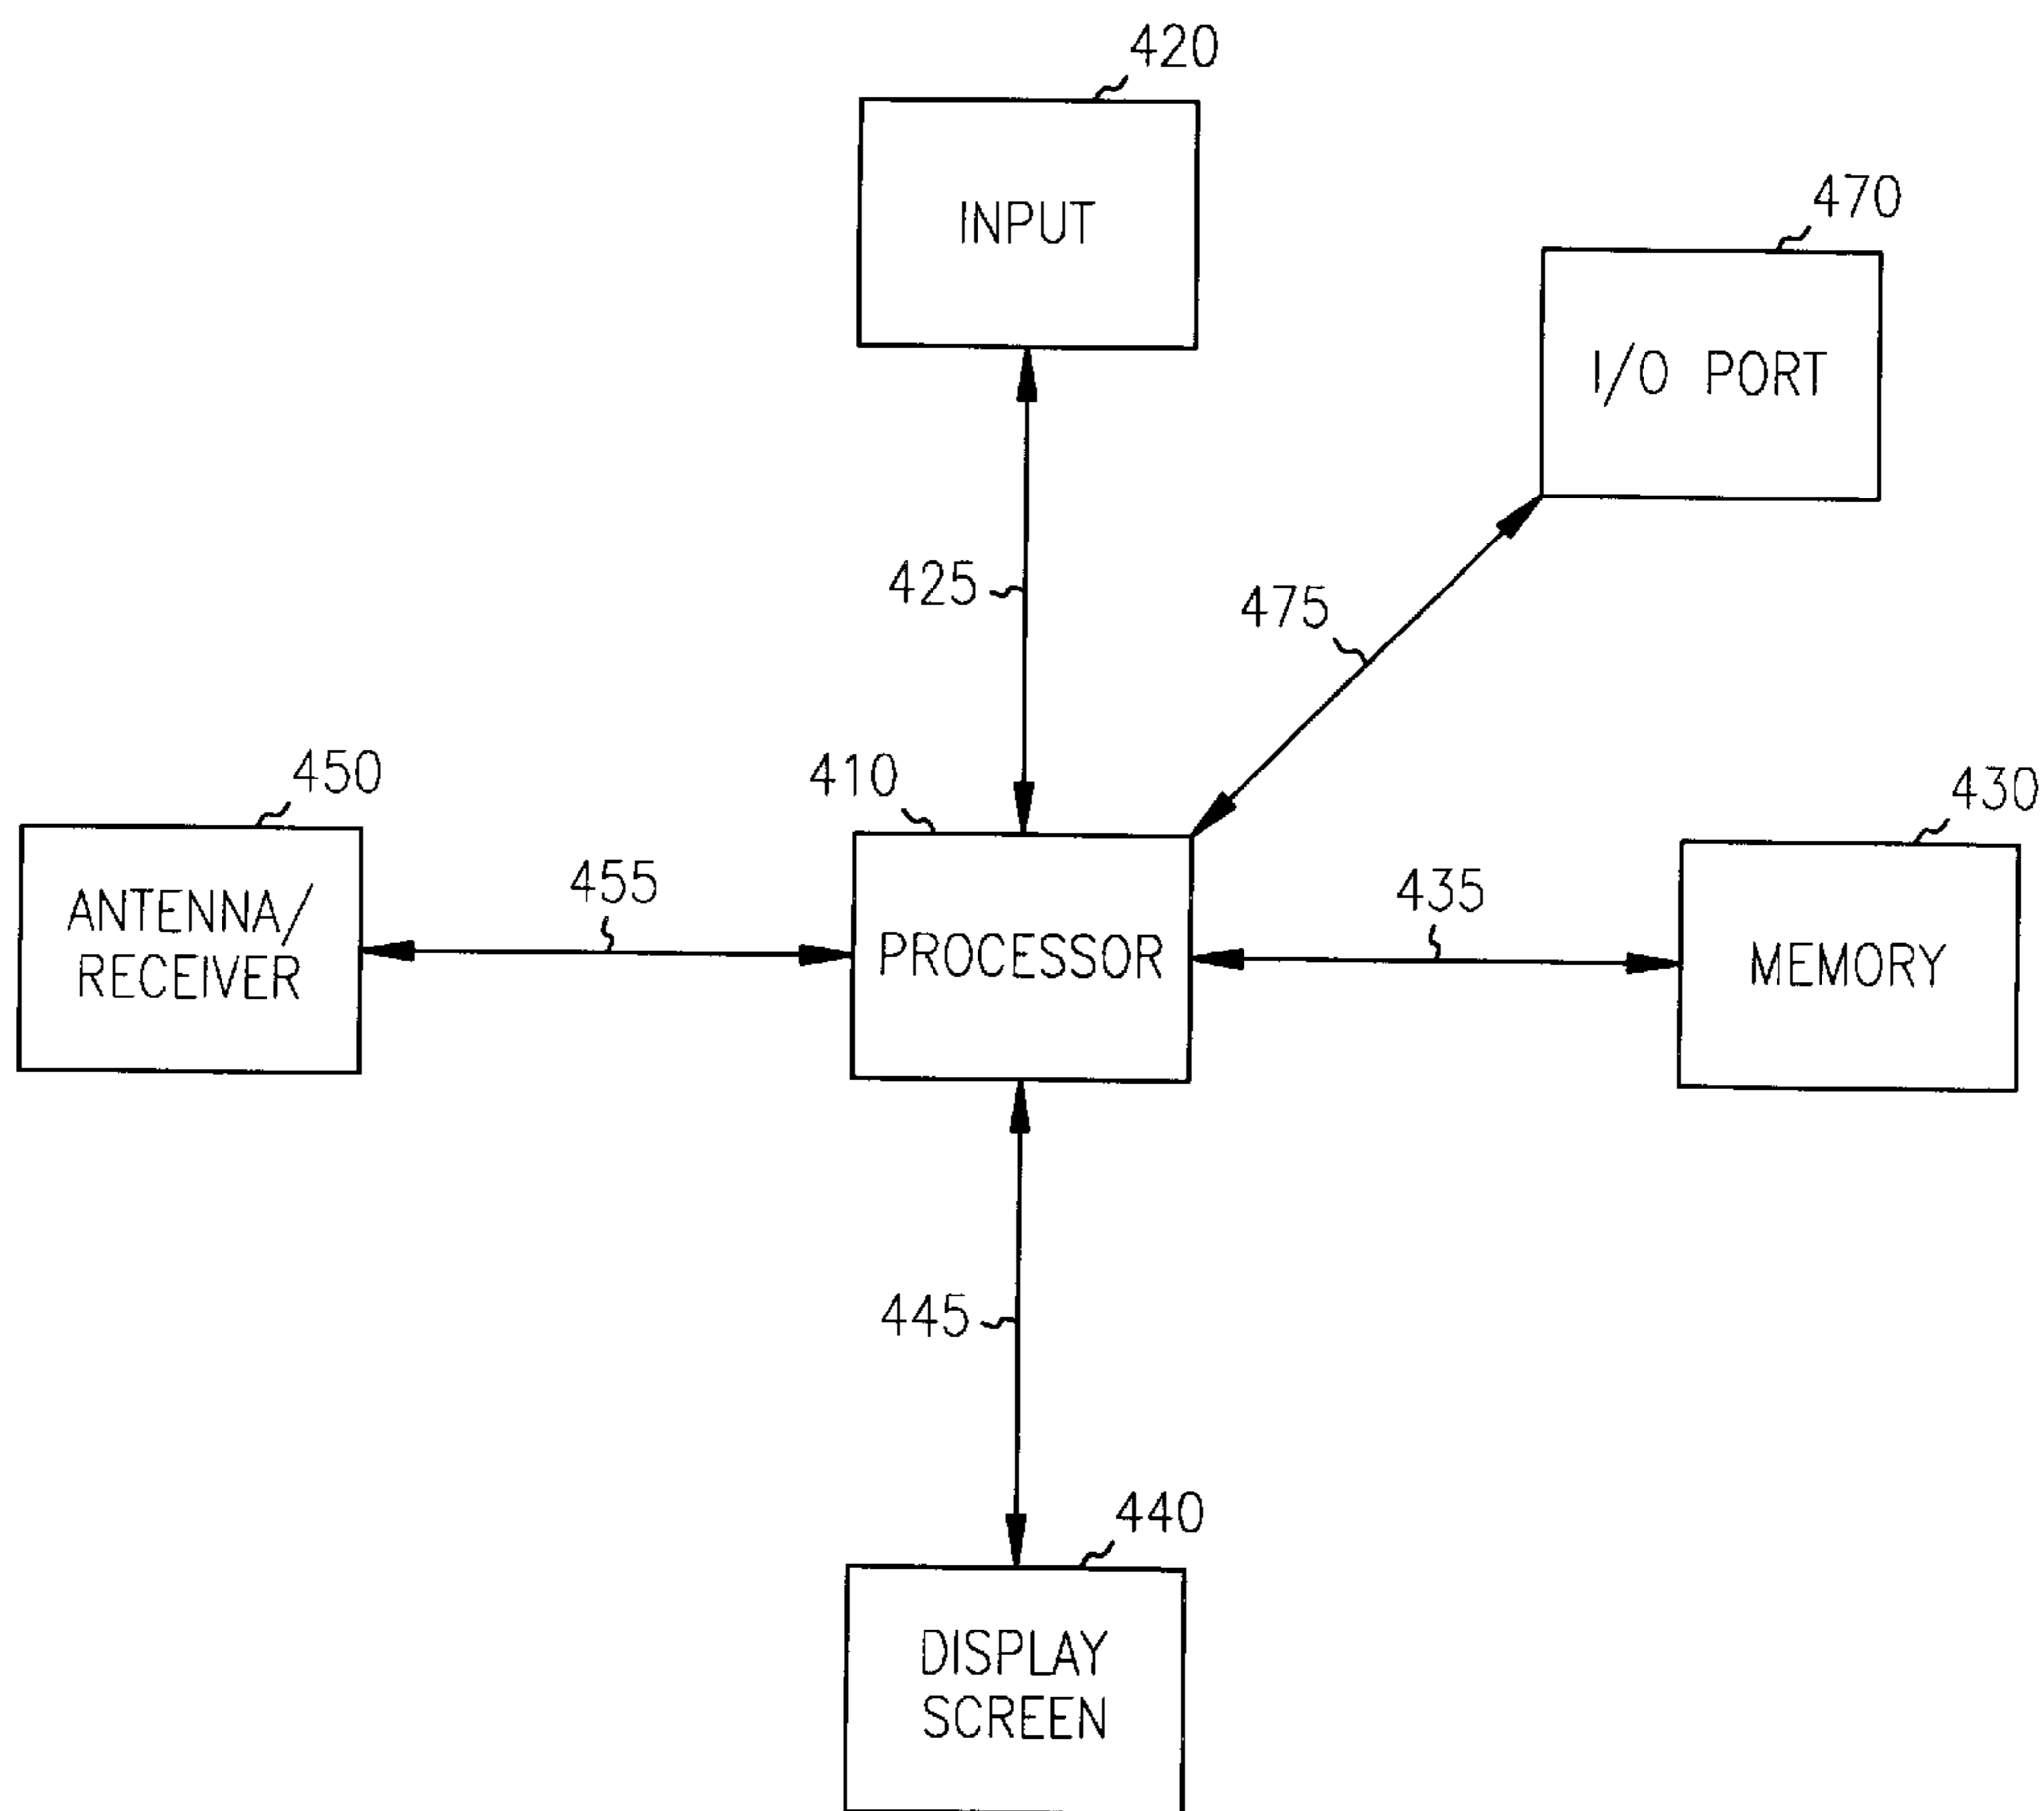 420
INPUT
470
I/O PORT
425
475
450
410
430
ANTENNA/
RECEIVER
455
PROCESSOR
435
MEMORY
445
440
DISPLAY
SCREEN